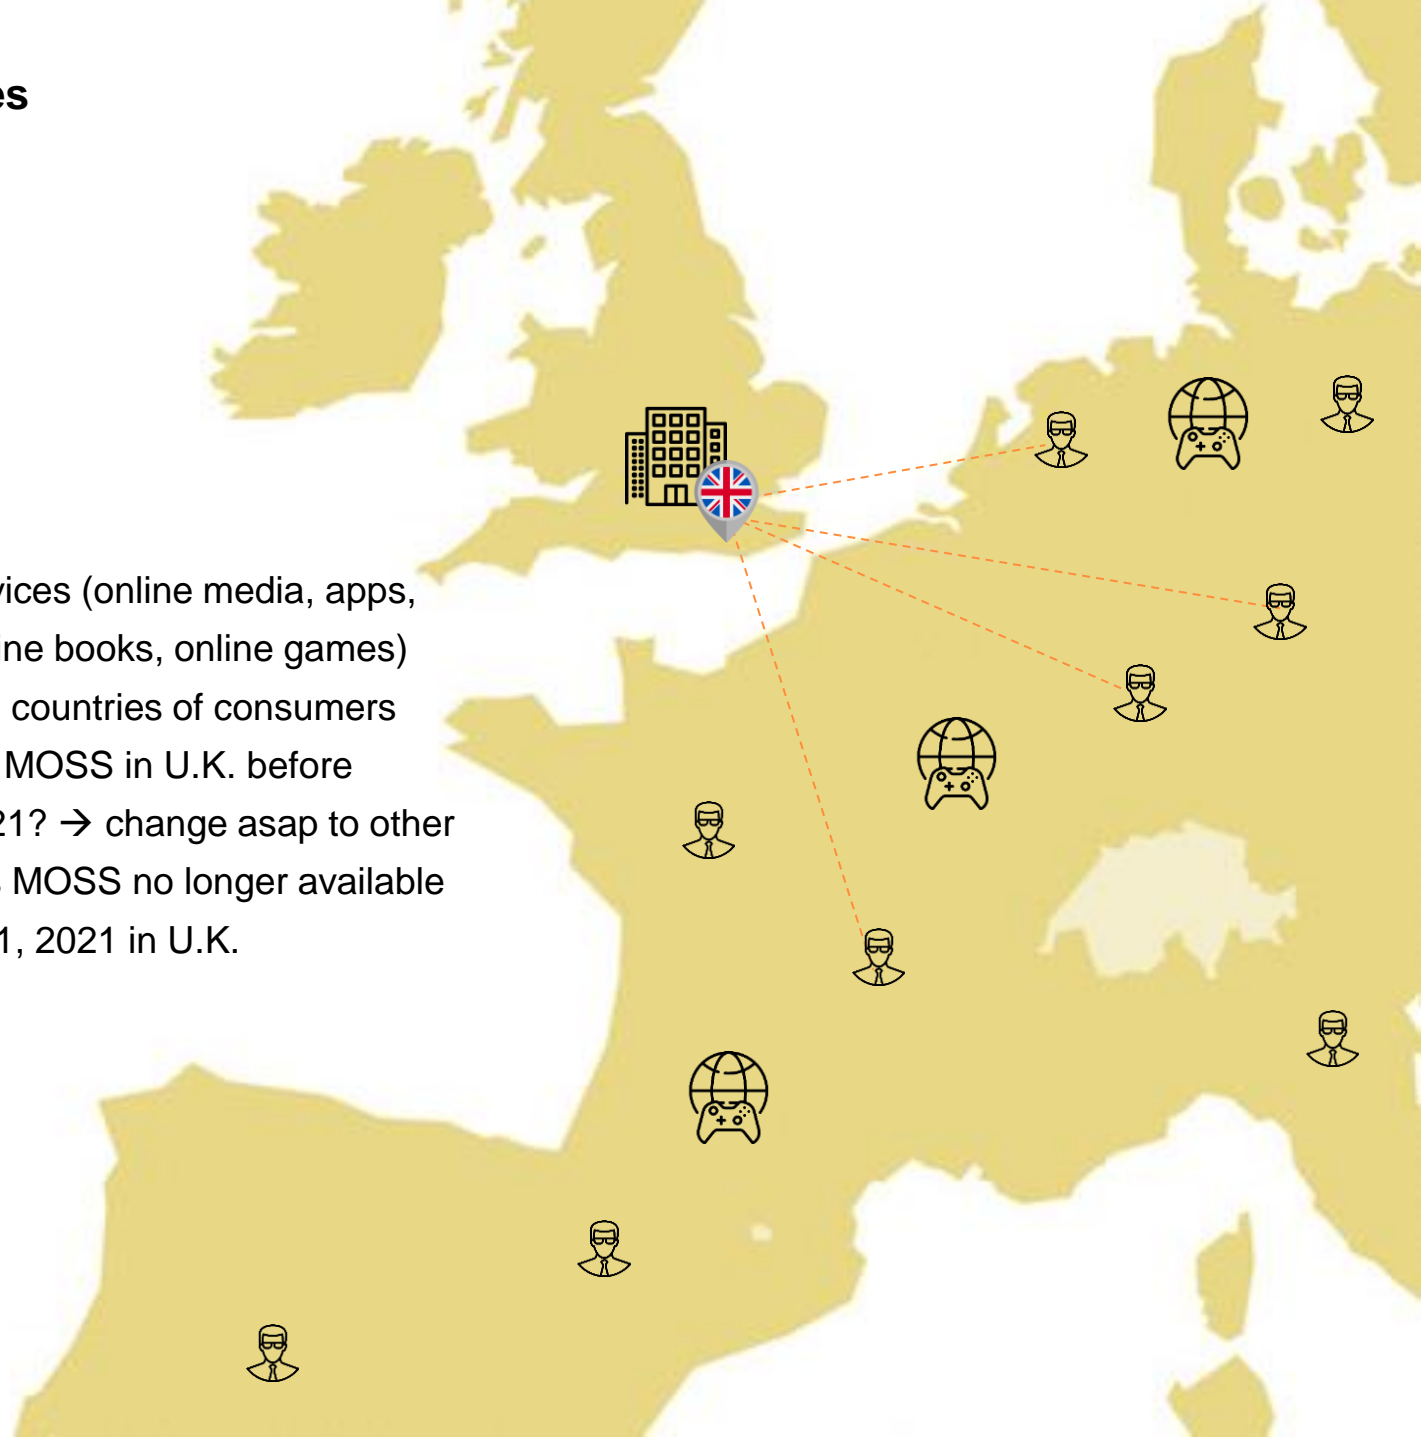 es
vices (online media, apps,
ine books, online games)
countries of consumers
MOSS in U.K. before
21? → change asap to other
s MOSS no longer available
1, 2021 in U.K.